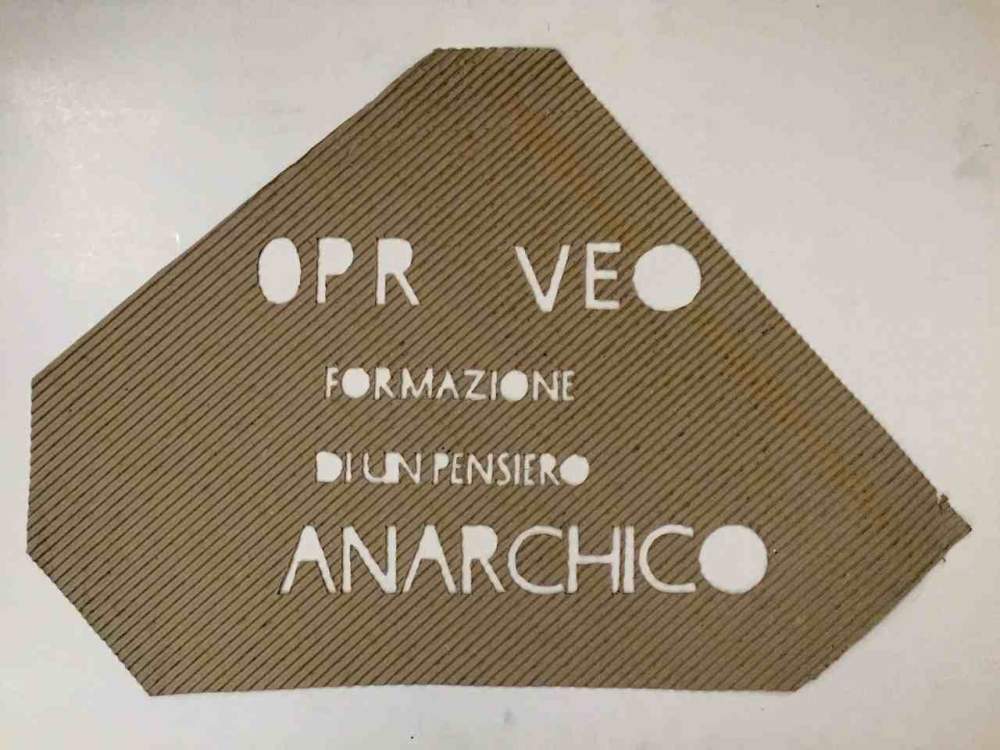 OPR VEO
FORMAZIONE
DI UN PENSIERO
ANARCHICO